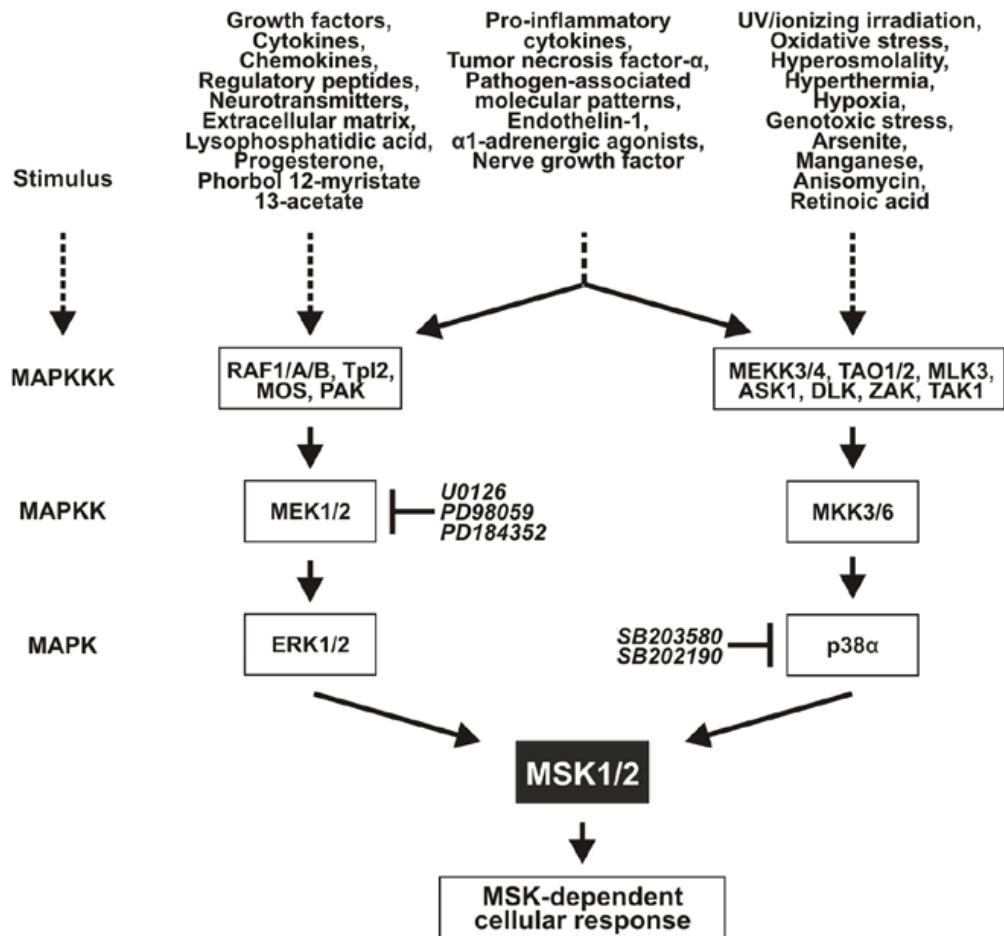 Growth factors,
Cytokines,
Chemokines,
Regulatory peptides,
Neurotransmitters,
Extracellular matrix,
Lysophosphatidic acid,
Progesterone,
Phorbol 12-myristate
13-acetate
Pro-inflammatory
cytokines,
Tumor necrosis factor-α,
Pathogen-associated
molecular patterns,
Endothelin-1,
α1-adrenergic agonists,
Nerve growth factor
UV/ionizing irradiation,
Oxidative stress,
Hyperosmolality,
Hyperthermia,
Hypoxia,
Genotoxic stress,
Arsenite,
Manganese,
Anisomycin,
Retinoic acid
Stimulus
MAPKKK
RAF1/A/B, Tpl2,
MOS, PAK
MEKK3/4, TAO1/2, MLK3,
ASK1, DLK, ZAK, TAK1
MAPKK
MEK1/2
U0126
PD98059
PD184352
MKK3/6
MAPK
ERK1/2
SB203580
SB202190
p38α
MSK1/2
MSK-dependent
cellular response